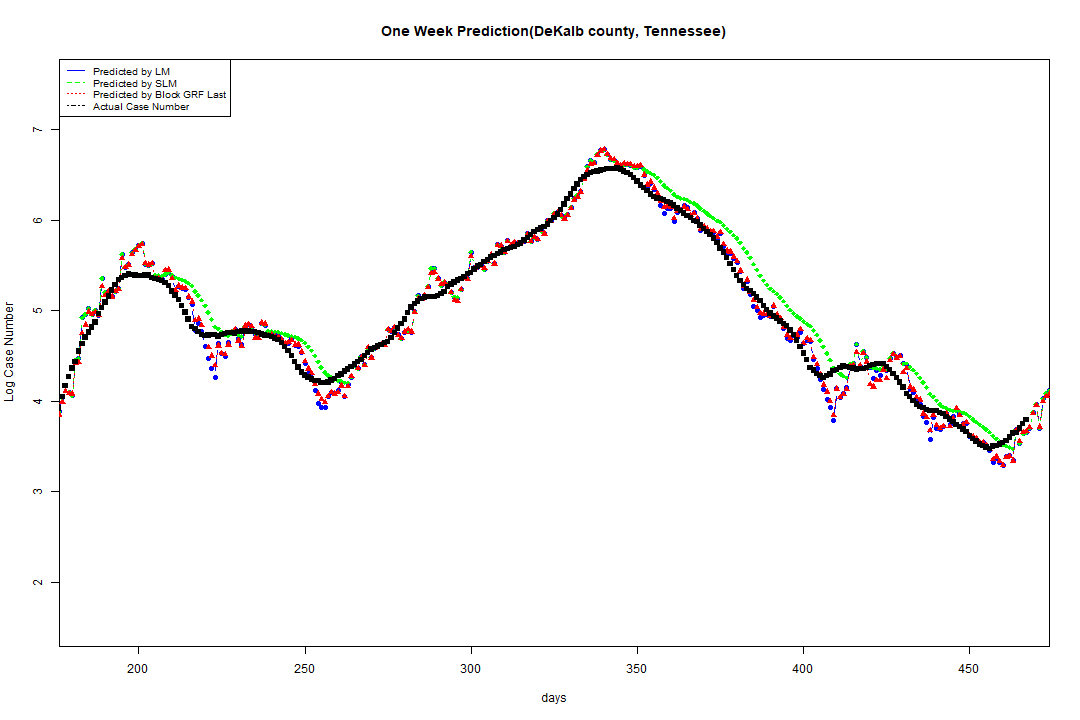 One Week Prediction(DeKalb county, Tennessee)
Predicted by LM
Predicted by SLM
Predicted by Block GRF Last
Actual Case Number
7
6
5
4
3
2
Log Case Number
200 250 300 350 400 450
days